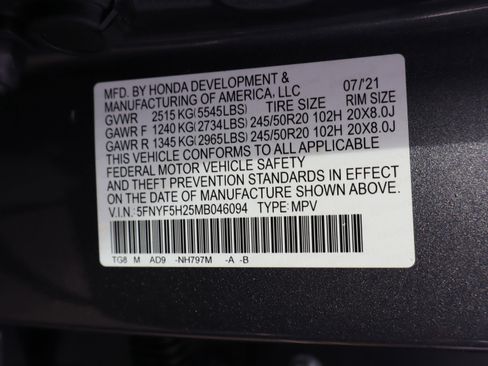 MFD. BY HONDA DEVELOPMENT &
MANUFACTURING OF AMERICA, LLC 07/'21
GVWR 2515 KG(5545LBS) TIRE SIZE RIM SIZE
GAWR F 1240 KG(2734LBS) 245/50R20 102H 20X8.0J
GAWR R 1345 KG(2965LBS) 245/50R20 102H 20X8.0J
THIS VEHICLE CONFORMS TO ALL APPLICABLE
FEDERAL MOTOR VEHICLE SAFETY
AND THEFT PREVENTION STANDARDS IN EFFECT
ON THE DATE OF MANUFACTURE SHOWN ABOVE.
V.I.N.: 5FNYF5H25MB046094 TYPE: MPV
TG8 M AD9 -NH797M -A -B